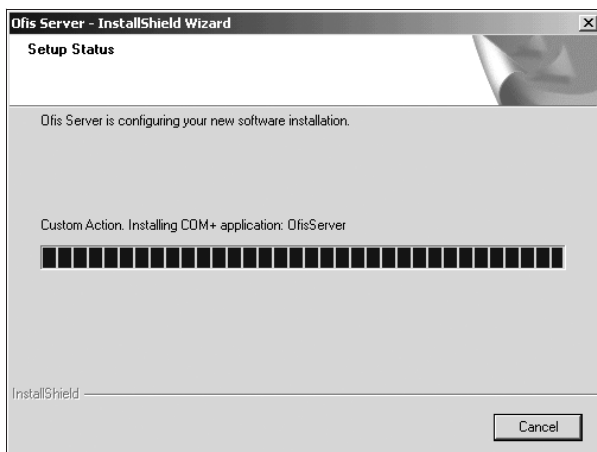 Ofis Server - InstallShield Wizard
Setup Status
Ofis Server is configuring your new software installation.
Custom Action. Installing COM+ application: OfisServer
InstallShield
Cancel